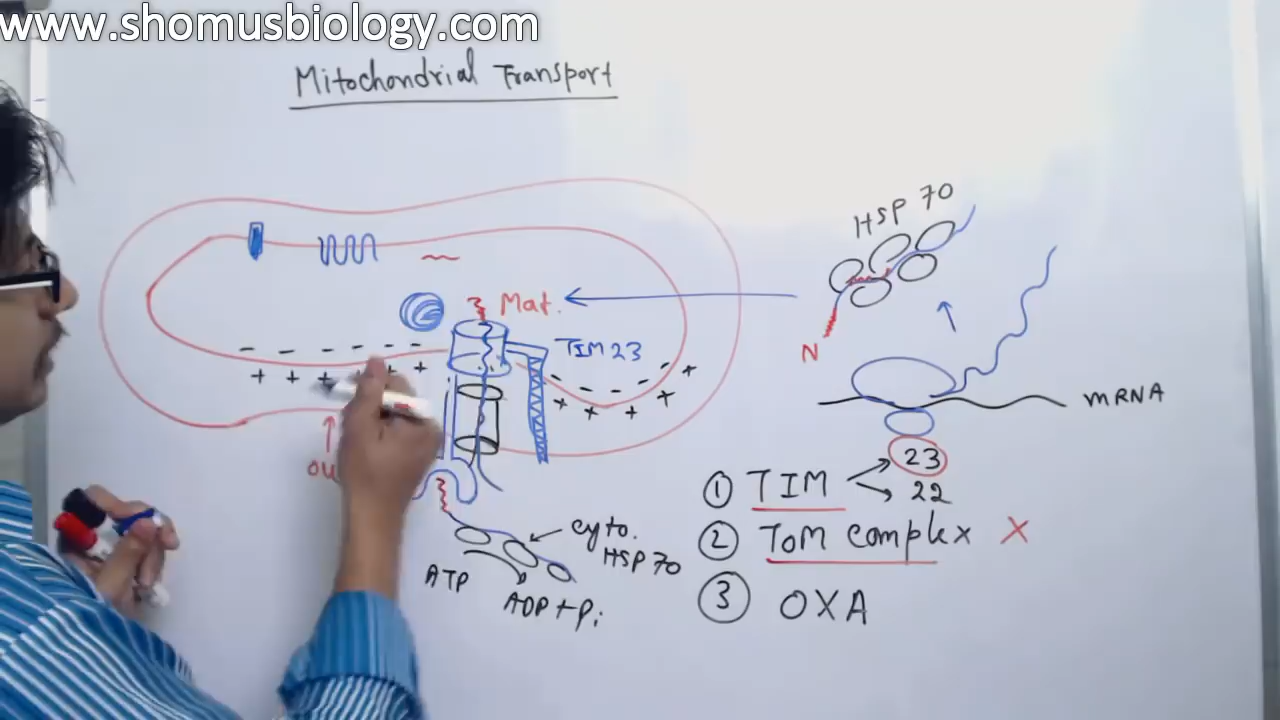 www.shomusbiology.com
Mitochondrial Transport
HSP 70
N
Mat.
TIM 23
- - - - - -
+ + + + +
- - - - -
+ + + + +
mRNA
ou
① TIM
23
22
② TOM Complex X
③ OXA
cyto.
HSP 70
ATP
ADP + Pi